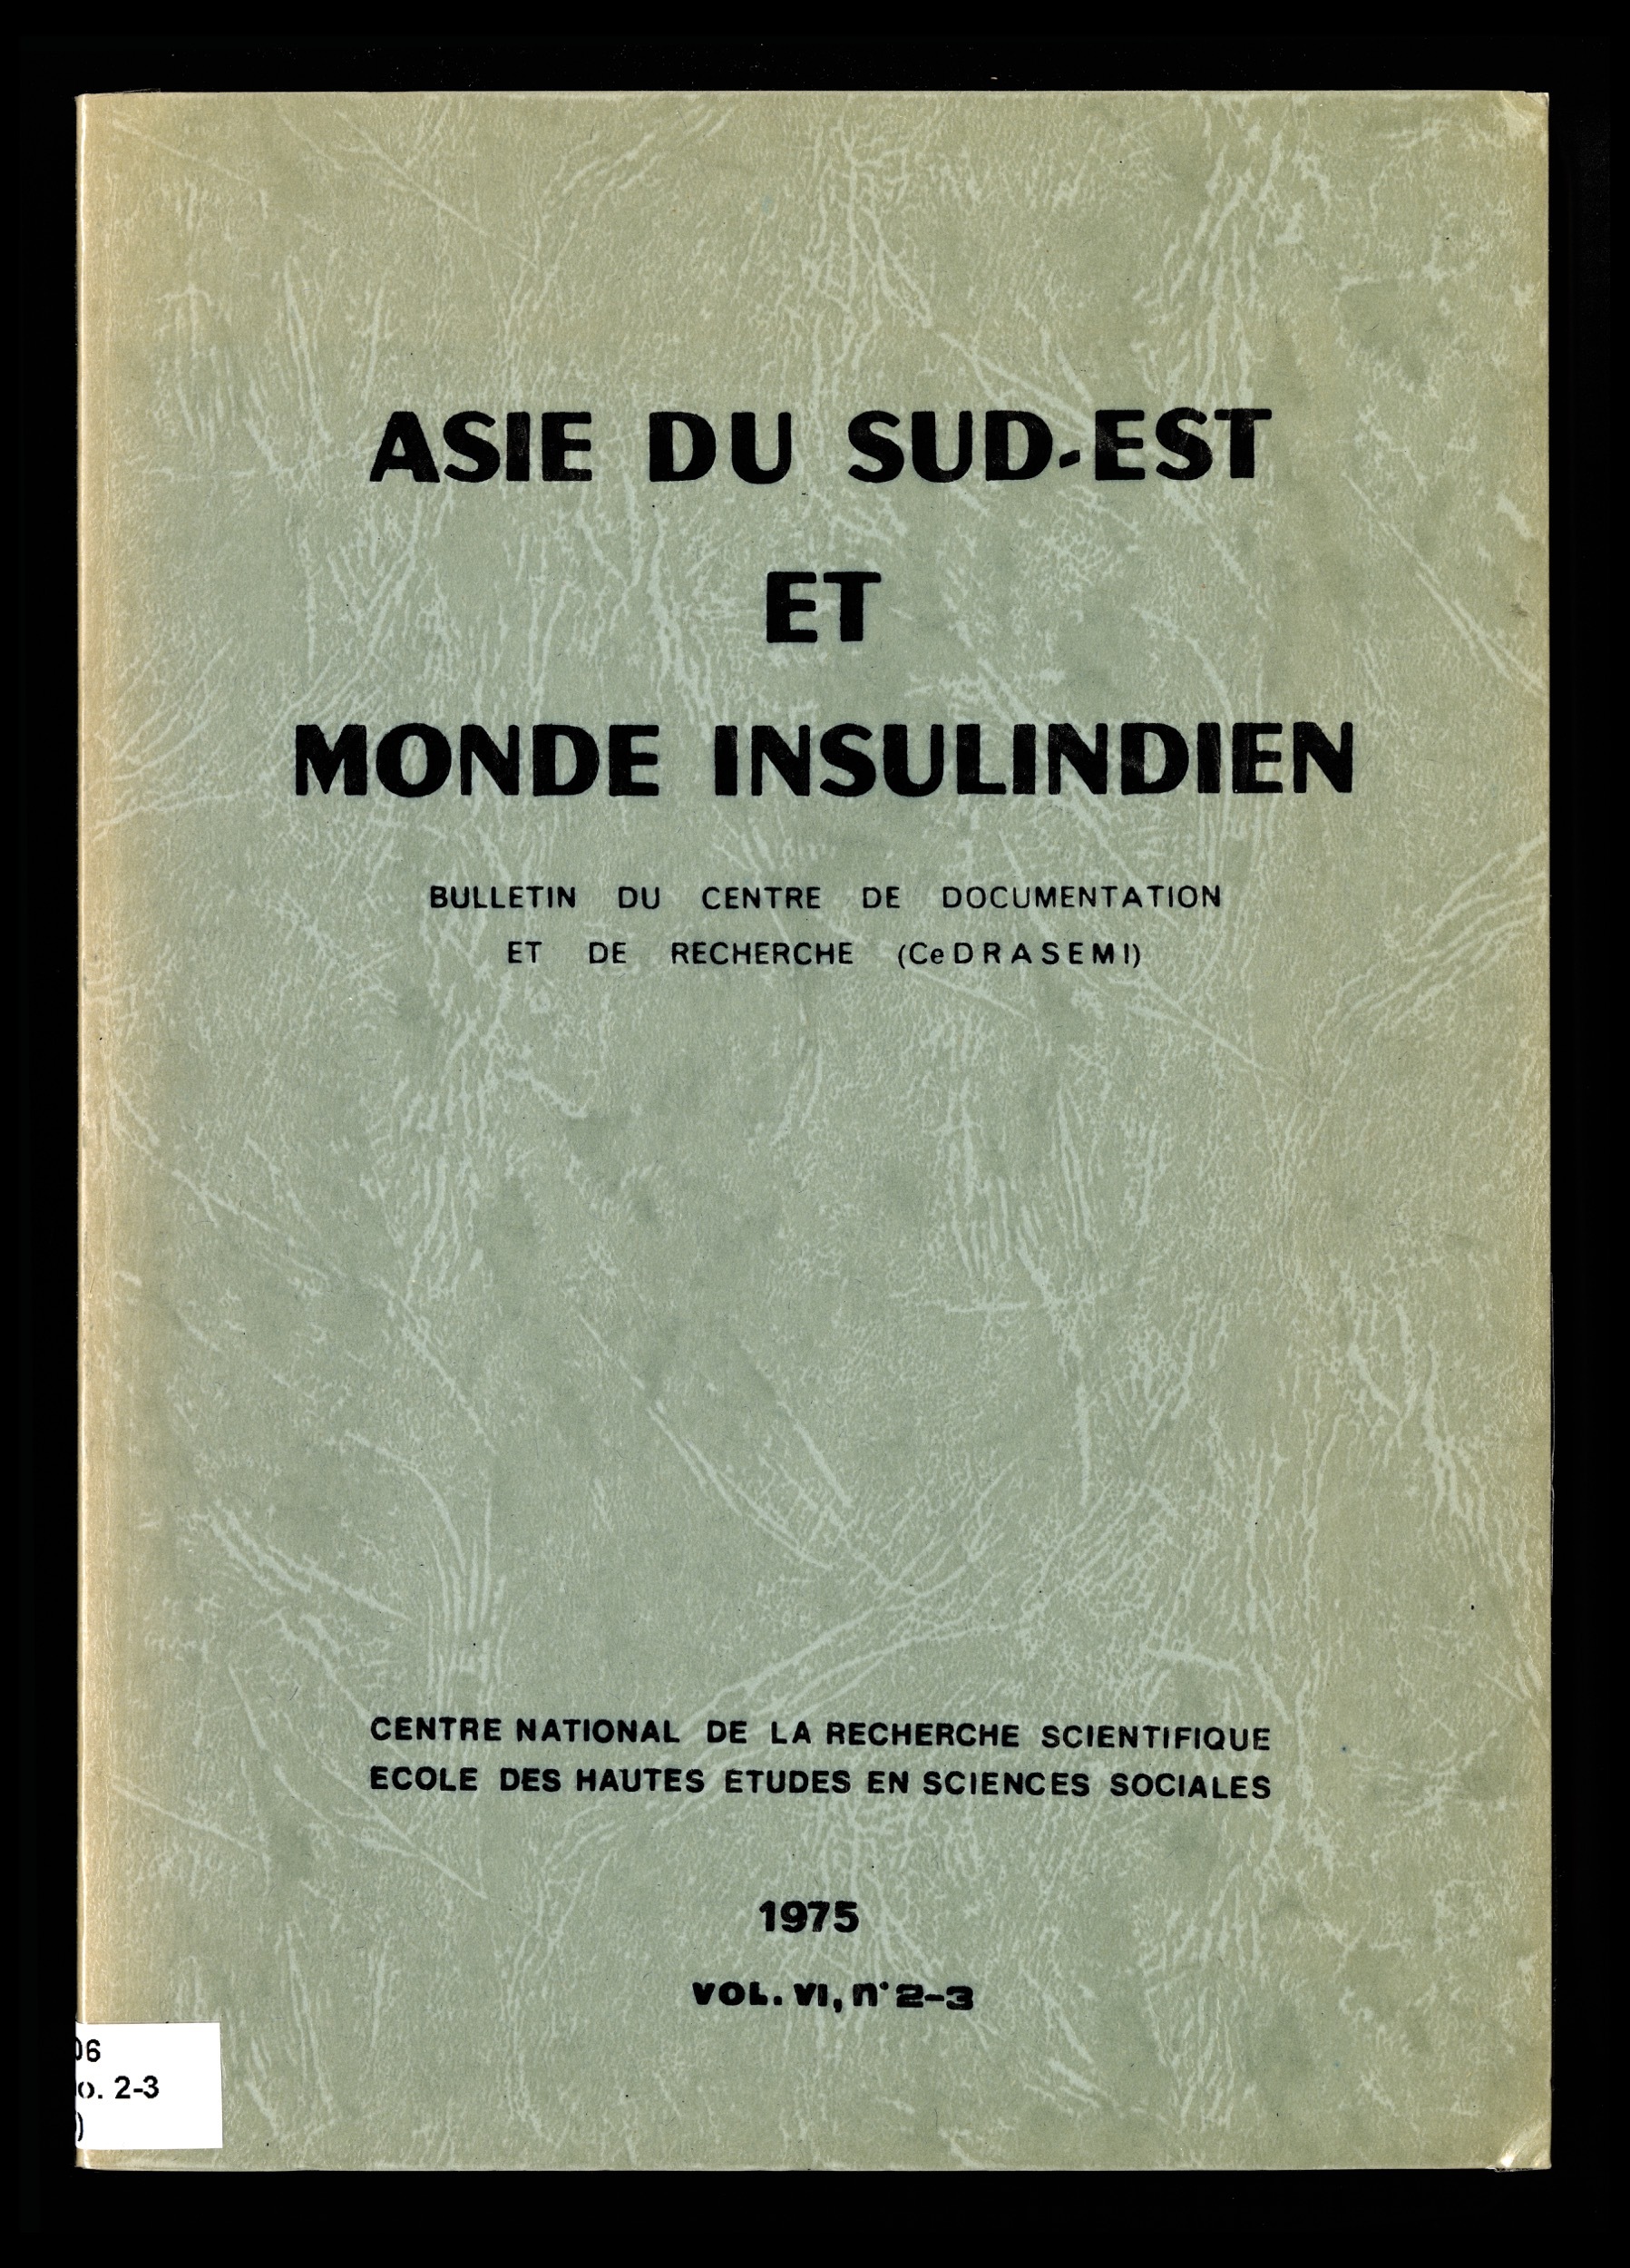 ASIE DU SUD-EST
ET
MONDE INSULINDIEN
BULLETIN DU CENTRE DE DOCUMENTATION
ET DE RECHERCHE (CeDRASEMI)
CENTRE NATIONAL DE LA RECHERCHE SCIENTIFIQUE
ECOLE DES HAUTES ETUDES EN SCIENCES SOCIALES
1975
VOL. VI, n° 2-3
06
o. 2-3
)